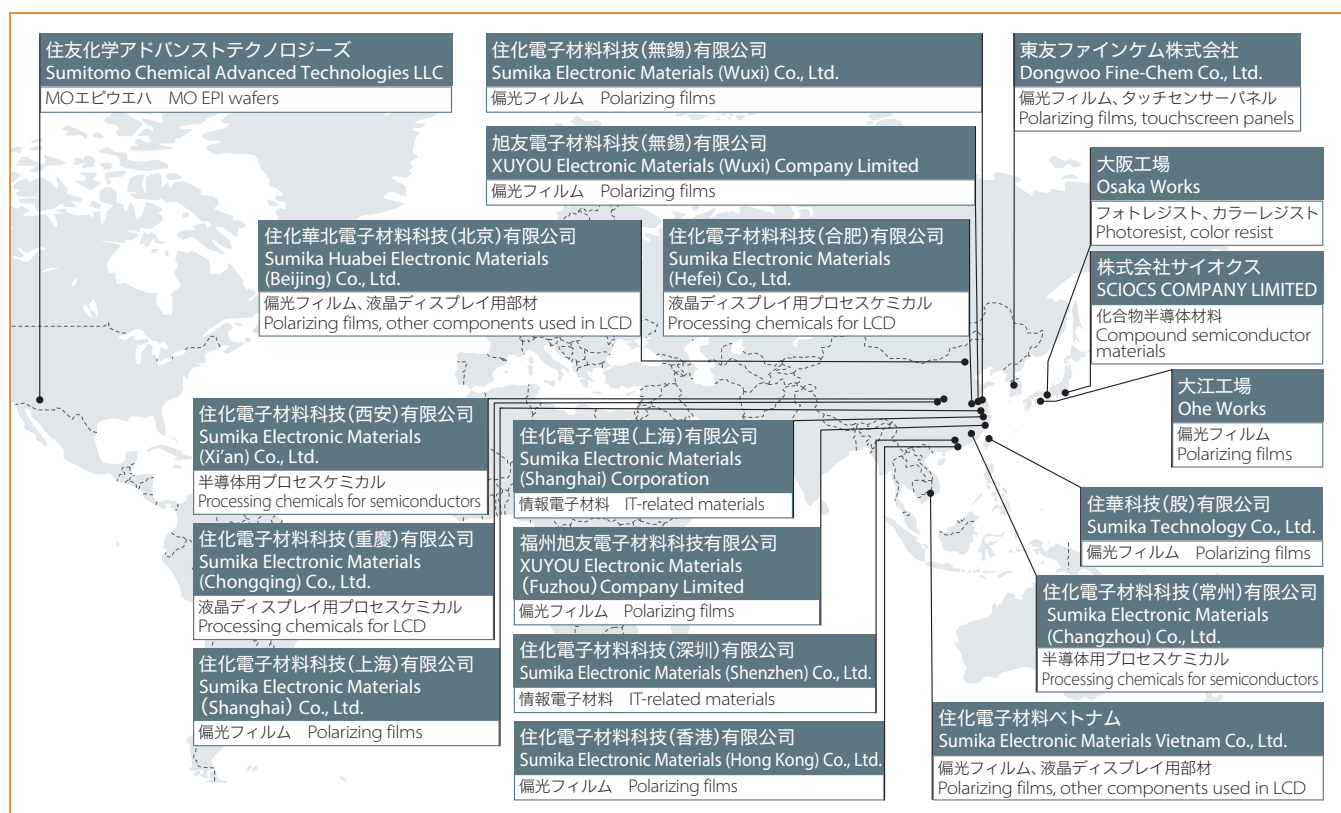 住友化学アドバンストテクノロジーズ
Sumitomo Chemical Advanced Technologies LLC
MOエピウエハ　MO EPI wafers
住化電子材料科技(無錫)有限公司
Sumika Electronic Materials (Wuxi) Co., Ltd.
偏光フィルム　Polarizing films
東友ファインケム株式会社
Dongwoo Fine-Chem Co., Ltd.
偏光フィルム、タッチセンサーパネル
Polarizing films, touchscreen panels
旭友電子材料科技(無錫)有限公司
XUYOU Electronic Materials (Wuxi) Company Limited
偏光フィルム　Polarizing films
大阪工場
Osaka Works
フォトレジスト、カラーレジスト
Photoresist, color resist
住化華北電子材料科技(北京)有限公司
Sumika Huabei Electronic Materials
(Beijing) Co., Ltd.
偏光フィルム、液晶ディスプレイ用部材
Polarizing films, other components used in LCD
住化電子材料科技(合肥)有限公司
Sumika Electronic Materials
(Hefei) Co., Ltd.
液晶ディスプレイ用プロセスケミカル
Processing chemicals for LCD
株式会社サイオクス
SCIOCS COMPANY LIMITED
化合物半導体材料
Compound semiconductor
materials
大江工場
Ohe Works
偏光フィルム
Polarizing films
住化電子材料科技(西安)有限公司
Sumika Electronic Materials
(Xi'an) Co., Ltd.
半導体用プロセスケミカル
Processing chemicals for semiconductors
住化電子管理(上海)有限公司
Sumika Electronic Materials
(Shanghai) Corporation
情報電子材料　IT-related materials
住華科技(股)有限公司
Sumika Technology Co., Ltd.
偏光フィルム　Polarizing films
住化電子材料科技(重慶)有限公司
Sumika Electronic Materials
(Chongqing) Co., Ltd.
液晶ディスプレイ用プロセスケミカル
Processing chemicals for LCD
福州旭友電子材料科技有限公司
XUYOU Electronic Materials
(Fuzhou) Company Limited
偏光フィルム　Polarizing films
住化電子材料科技(常州)有限公司
Sumika Electronic Materials
(Changzhou) Co., Ltd.
半導体用プロセスケミカル
Processing chemicals for semiconductors
住化電子材料科技(上海)有限公司
Sumika Electronic Materials
(Shanghai) Co., Ltd.
偏光フィルム　Polarizing films
住化電子材料科技(深圳)有限公司
Sumika Electronic Materials (Shenzhen) Co., Ltd.
情報電子材料　IT-related materials
住化電子材料科技(香港)有限公司
Sumika Electronic Materials (Hong Kong) Co., Ltd.
偏光フィルム　Polarizing films
住化電子材料ベトナム
Sumika Electronic Materials Vietnam Co., Ltd.
偏光フィルム、液晶ディスプレイ用部材
Polarizing films, other components used in LCD